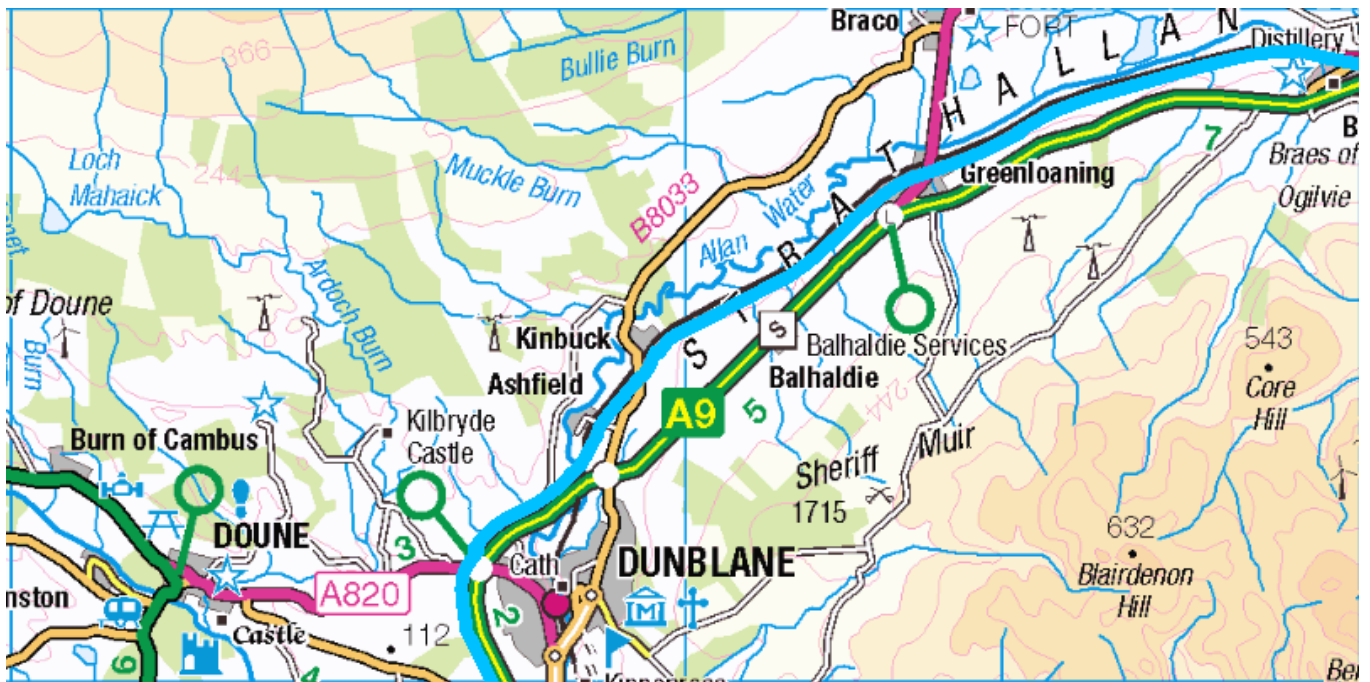 Braco
FORT
Distillery
366
Bullie Burn
STRATHALLAN
B
7
Braes of
Ogilvie
Loch
Mahaick
244
Muckle Burn
B8033
Allan Water
Greenloaning
L
Ardoch Burn
of Doune
Burn
Kinbuck
Ashfield
S
Balhaldie Services
Balhaldie
543
Core
Hill
A9
5
244
Kilbryde
Castle
Burn of Cambus
Sheriff Muir
1715
DOUNE
3
Cath
DUNBLANE
632
Blairdenon
Hill
A820
2
nston
Castle
112
9
4
M